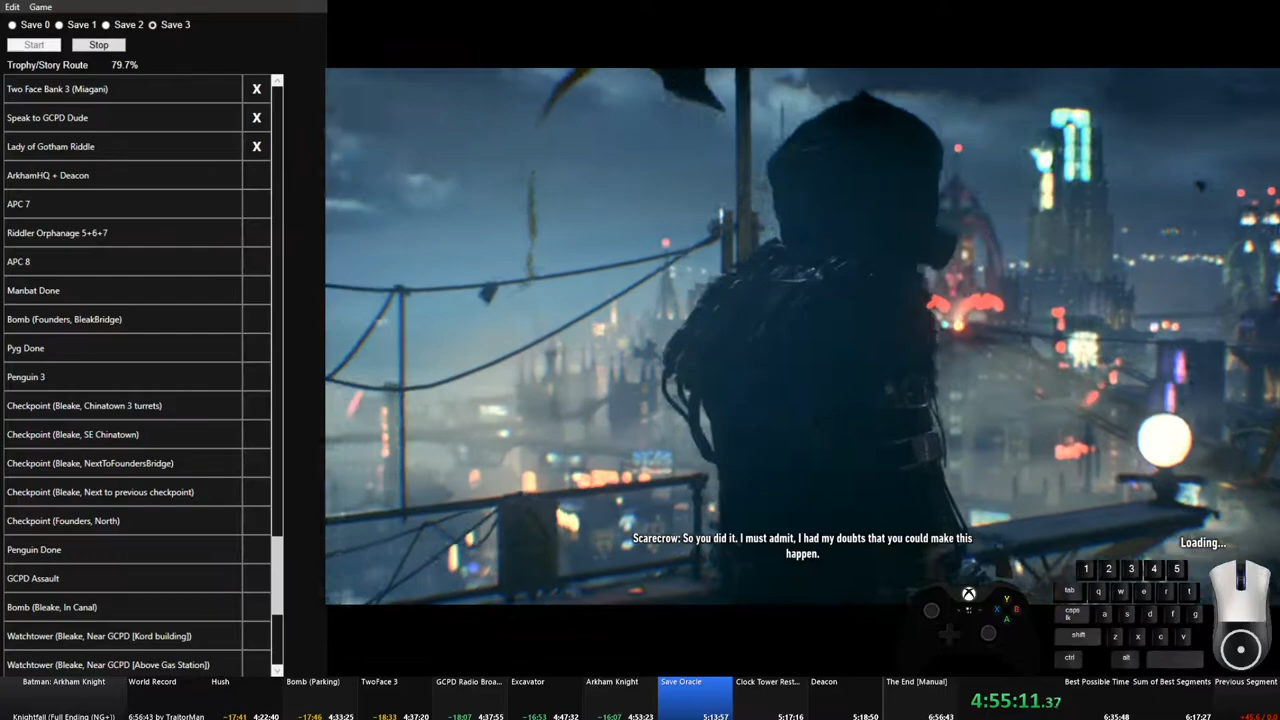 Edit Game
Save 0 Save 1 Save 2 Save 3
Start Stop
Trophy/Story Route 79.7%
Two Face Bank 3 (Miagani) X
Speak to GCPD Dude X
Lady of Gotham Riddle X
ArkhamHQ + Deacon
APC 7
Riddler Orphanage 5+6+7
APC 8
Manbat Done
Bomb (Founders, BleakBridge)
Pyg Done
Penguin 3
Checkpoint (Bleake, Chinatown 3 turrets)
Checkpoint (Bleake, SE Chinatown)
Checkpoint (Bleake, NextToFoundersBridge)
Checkpoint (Bleake, Next to previous checkpoint)
Checkpoint (Founders, North)
Penguin Done
GCPD Assault
Bomb (Bleake, In Canal)
Watchtower (Bleake, Near GCPD [Kord building])
Watchtower (Bleake, Near GCPD [Above Gas Station])
Scarecrow: So you did it. I must admit, I had my doubts that you could make this
happen.
Loading...
Y
X B
A
1 2 3 4 5
tab q w e r t
caps lk a s d f g
shift z x c v
ctrl alt
Batman: Arkham Knight World Record Hush Bomb (Parking) TwoFace 3 GCPD Radio Broa... Excavator Arkham Knight Save Oracle Clock Tower Rest... Deacon The End [Manual] 4:55:11.37 Best Possible Time Sum of Best Segments Previous Segment
Knightfall (Full Ending (NG+)) 6:56:43 by TraitorMan -17:41 4:22:40 -17:46 4:33:25 -18:33 4:37:20 -18:07 4:37:55 -16:53 4:47:32 -16:07 4:53:23 5:13:57 5:17:16 5:18:50 6:56:43 6:35:48 6:27:27 +45.6 / 0.0